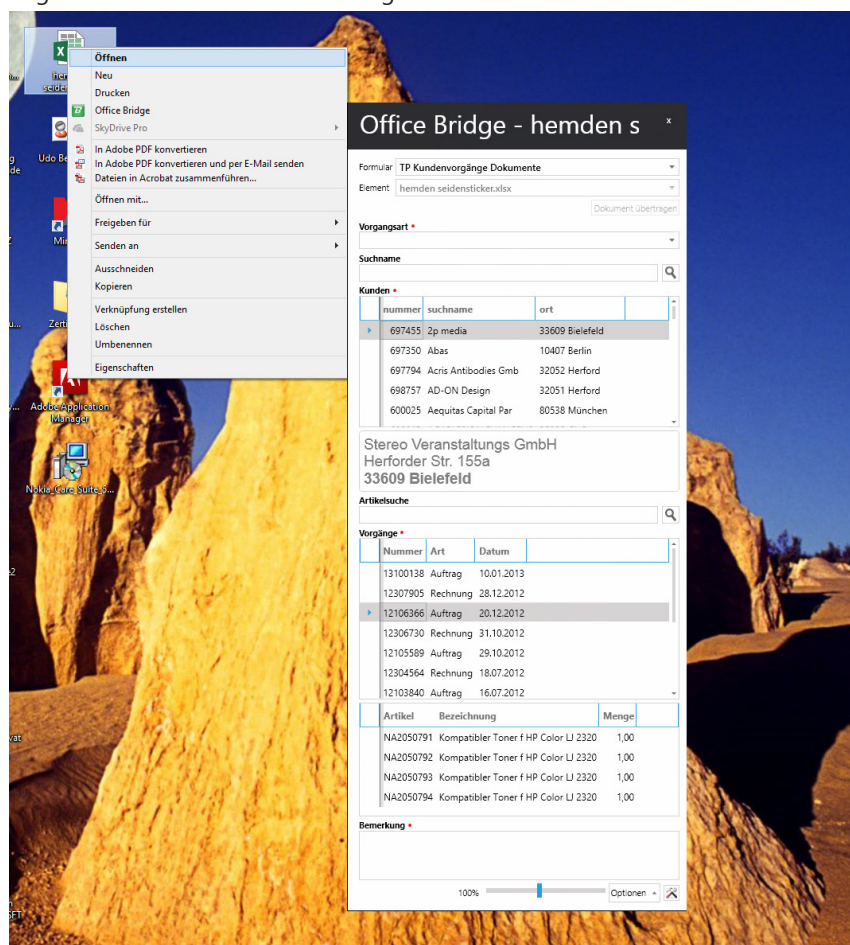 Öffnen
Neu
Drucken
Office Bridge
SkyDrive Pro
In Adobe PDF konvertieren
In Adobe PDF konvertieren und per E-Mail senden
Dateien in Acrobat zusammenführen...
Öffnen mit...
Freigeben für
Senden an
Ausschneiden
Kopieren
Verknüpfung erstellen
Löschen
Umbenennen
Eigenschaften
Udo Be
Adobe Application
Manager
Nokia_Care_Suite_5...
Office Bridge - hemden s x
Formular TP Kundenvorgänge Dokumente
Element hemden seidensticker.xlsx
Dokument übertragen
Vorgangsart •
Suchname
Kunden •
nummer suchname ort
697455 2p media 33609 Bielefeld
697350 Abas 10407 Berlin
697794 Acris Antibodies Gmb 32052 Herford
698757 AD-ON Design 32051 Herford
600025 Aequitas Capital Par 80538 München
Stereo Veranstaltungs GmbH
Herforder Str. 155a
33609 Bielefeld
Artikelsuche
Vorgänge •
Nummer Art Datum
13100138 Auftrag 10.01.2013
12307905 Rechnung 28.12.2012
12106366 Auftrag 20.12.2012
12306730 Rechnung 31.10.2012
12105589 Auftrag 29.10.2012
12304564 Rechnung 18.07.2012
12103840 Auftrag 16.07.2012
Artikel Bezeichnung Menge
NA2050791 Kompatibler Toner f HP Color LJ 2320 1,00
NA2050792 Kompatibler Toner f HP Color LJ 2320 1,00
NA2050793 Kompatibler Toner f HP Color LJ 2320 1,00
NA2050794 Kompatibler Toner f HP Color LJ 2320 1,00
Bemerkung •
100% Optionen